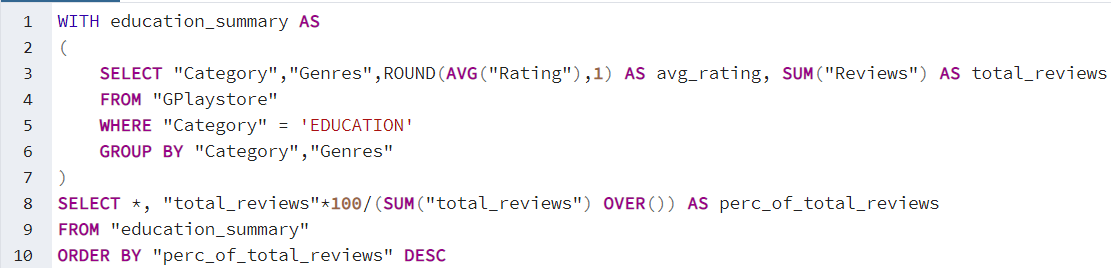 1 WITH education_summary AS
2 (
3 SELECT "Category","Genres",ROUND(AVG("Rating"),1) AS avg_rating, SUM("Reviews") AS total_reviews
4 FROM "GPlaystore"
5 WHERE "Category" = 'EDUCATION'
6 GROUP BY "Category","Genres"
7 )
8 SELECT *, "total_reviews"*100/(SUM("total_reviews") OVER()) AS perc_of_total_reviews
9 FROM "education_summary"
10 ORDER BY "perc_of_total_reviews" DESC